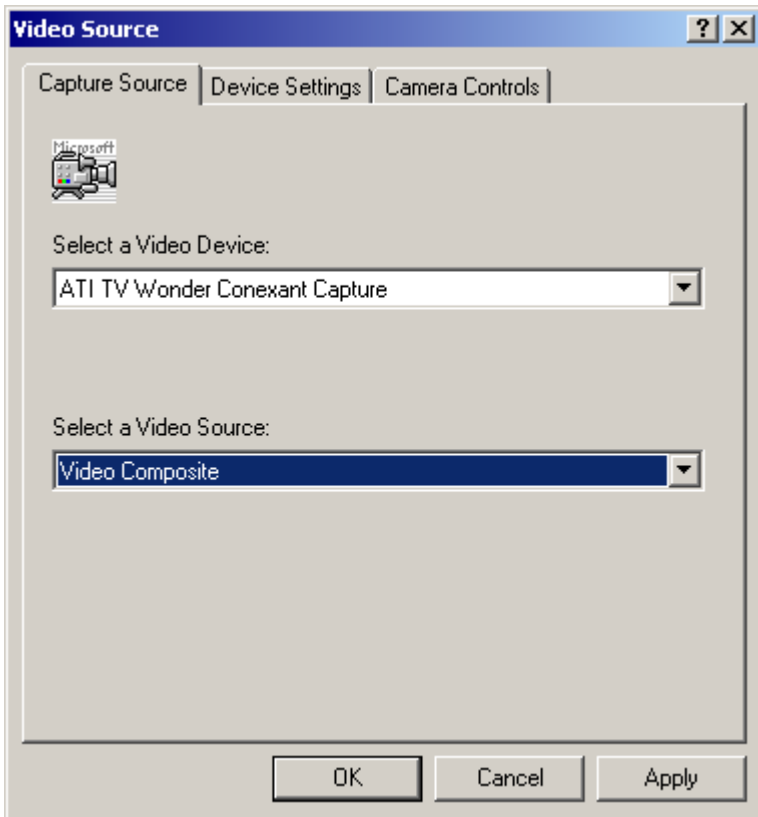 Video Source
Capture Source Device Settings Camera Controls
Microsoft
Select a Video Device:
ATI TV Wonder Conexant Capture
Select a Video Source:
Video Composite
OK Cancel Apply